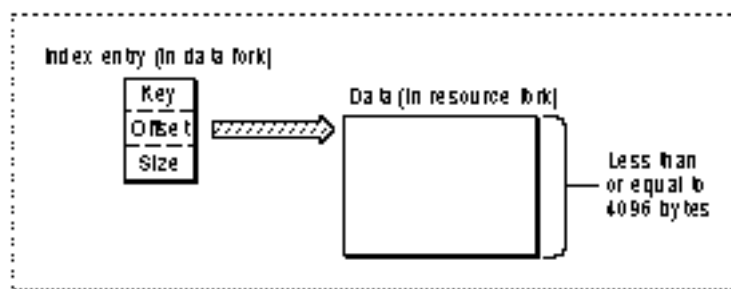 Index entry (in data fork)
Key
Offset
Size
Data (in resource fork)
Less than
or equal to
4096 bytes